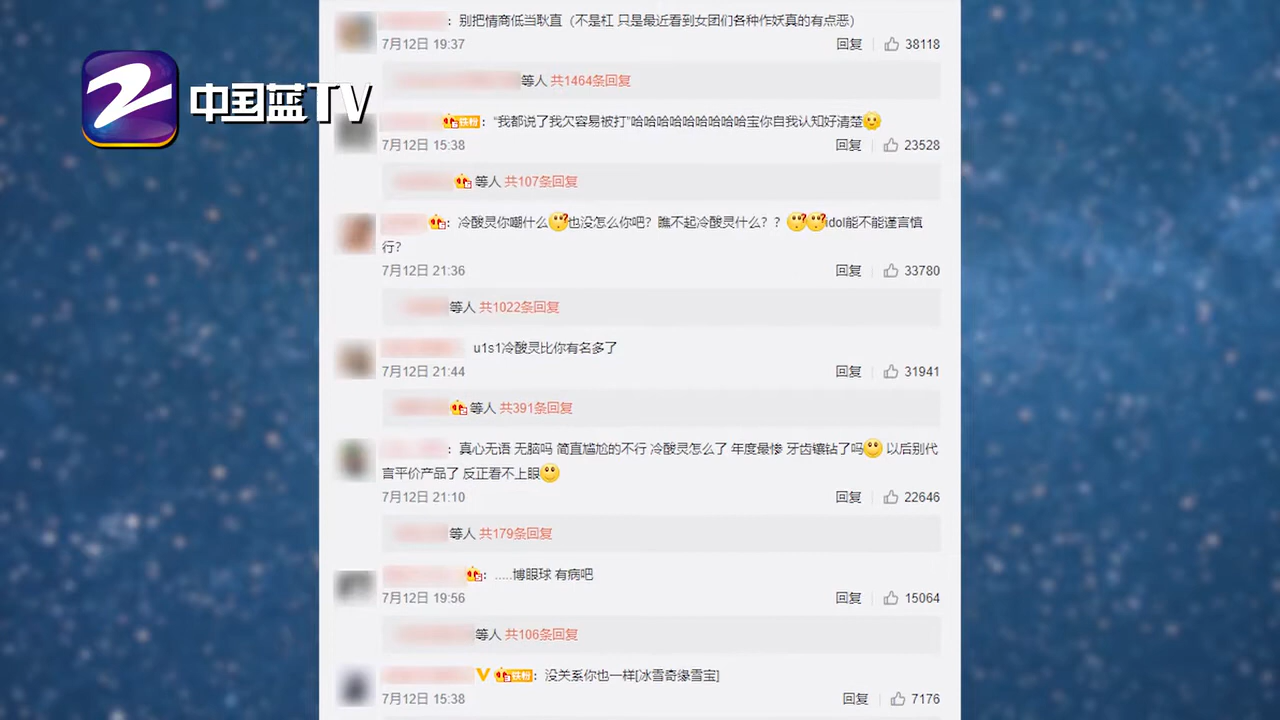 ：别把情商低当耿直（不是杠 只是最近看到女团们各种作妖真的有点恶）
7月12日 19:37 回复 38118
等人 共1464条回复
中国蓝TV
铁粉：“我都说了我欠容易被打”哈哈哈哈哈哈哈哈哈宝你自我认知好清楚
7月12日 15:38 回复 23528
等人 共107条回复
：冷酸灵你嘲什么也没怎么你吧？瞧不起冷酸灵什么？？idol能不能谨言慎
行？
7月12日 21:36 回复 33780
等人 共1022条回复
u1s1冷酸灵比你有名多了
7月12日 21:44 回复 31941
等人 共391条回复
：真心无语 无脑吗 简直尴尬的不行 冷酸灵怎么了 年度最惨 牙齿镶钻了吗 以后别代
言平价产品了 反正看不上眼
7月12日 21:10 回复 22646
等人 共179条回复
：.....博眼球 有病吧
7月12日 19:56 回复 15064
等人 共106条回复
铁粉：没关系你也一样[冰雪奇缘雪宝]
7月12日 15:38 回复 7176